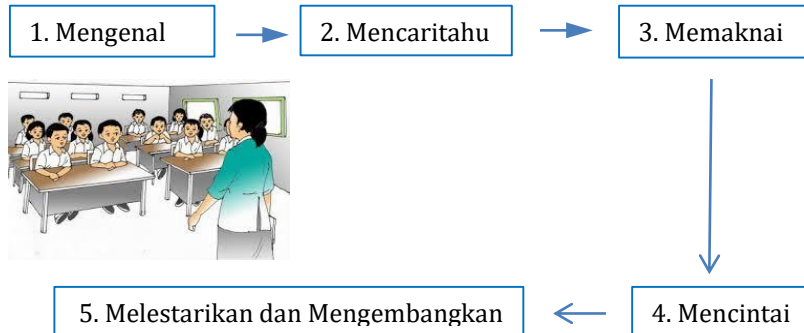 1. Mengenal
2. Mencaritahu
3. Memaknai
4. Mencintai
5. Melestarikan dan Mengembangkan